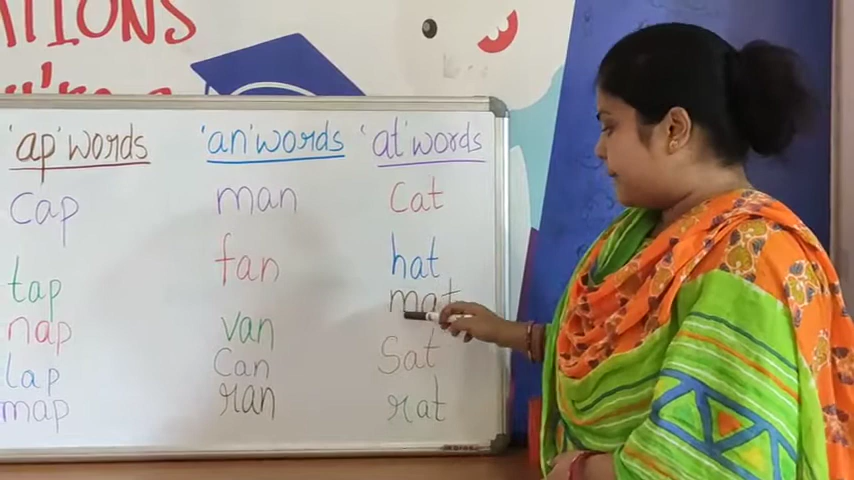 'ap' words
cap
tap
nap
lap
map
'an' words
man
fan
van
can
ran
'at' words
Cat
hat
mat
Sat
rat